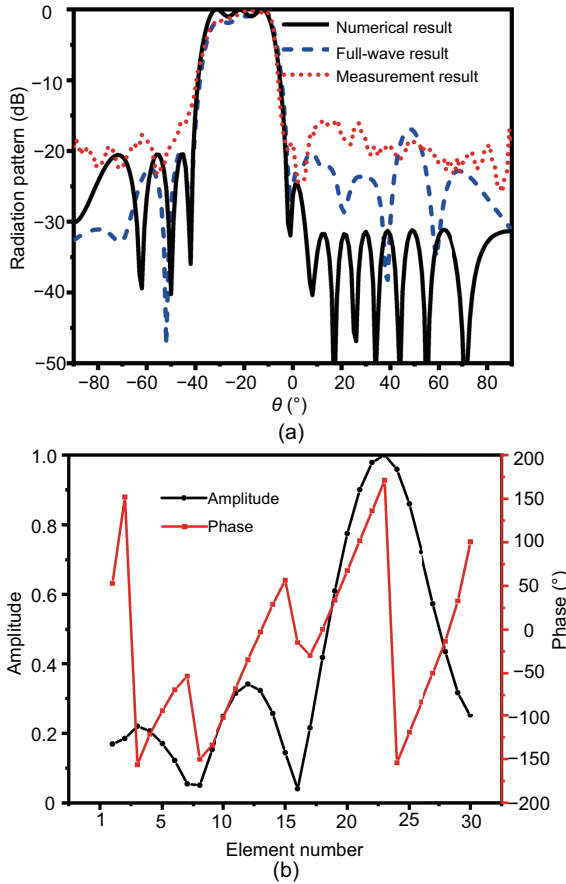 0
−10
−20
−30
−40
−50
Radiation pattern (dB)
Numerical result
Full-wave result
Measurement result
−80 −60 −40 −20 0 20 40 60 80
θ (°)
(a)
1.0
0.8
0.6
0.4
0.2
0
Amplitude
Amplitude
Phase
200
150
100
50
0
−50
−100
−150
−200
Phase (°)
1 5 10 15 20 25 30
Element number
(b)